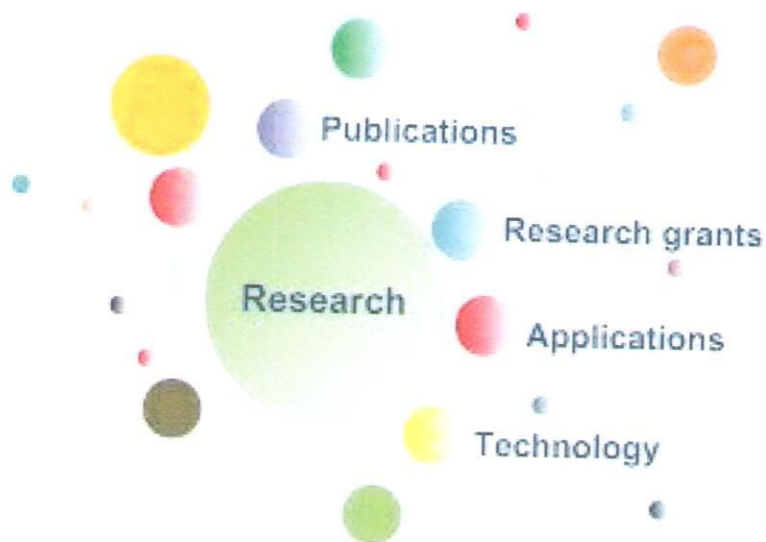 Publications
Research grants
Research
Applications
Technology